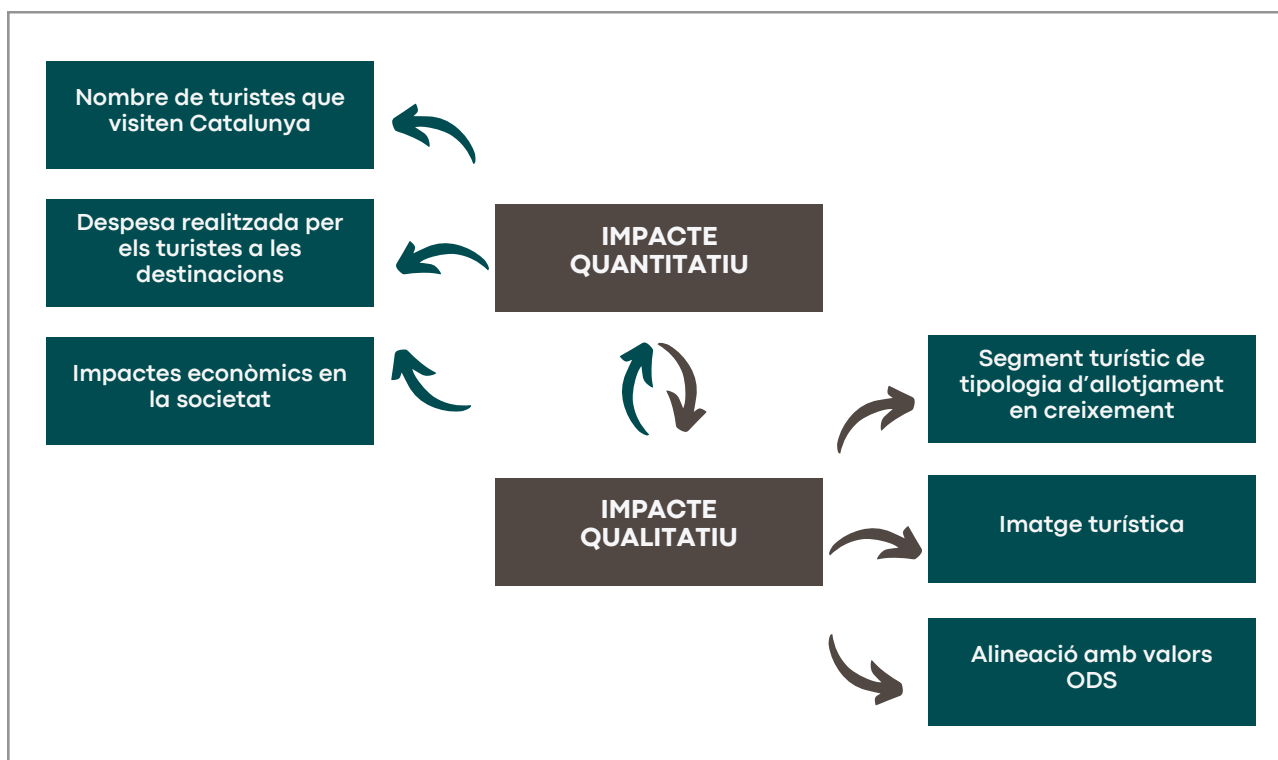 Nombre de turistes que
visiten Catalunya
Despesa realitzada per
els turistes a les
destinacions
Impactes econòmics en
la societat
IMPACTE
QUANTITATIU
IMPACTE
QUALITATIU
Segment turístic de
tipologia d’allotjament
en creixement
Imatge turística
Alineació amb valors
ODS